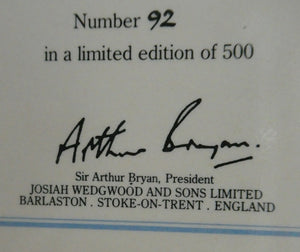 Number 92
in a limited edition of 500
Arthur Bryan.
Sir Arthur Bryan, President
JOSIAH WEDGWOOD AND SONS LIMITED
BARLASTON . STOKE-ON-TRENT . ENGLAND